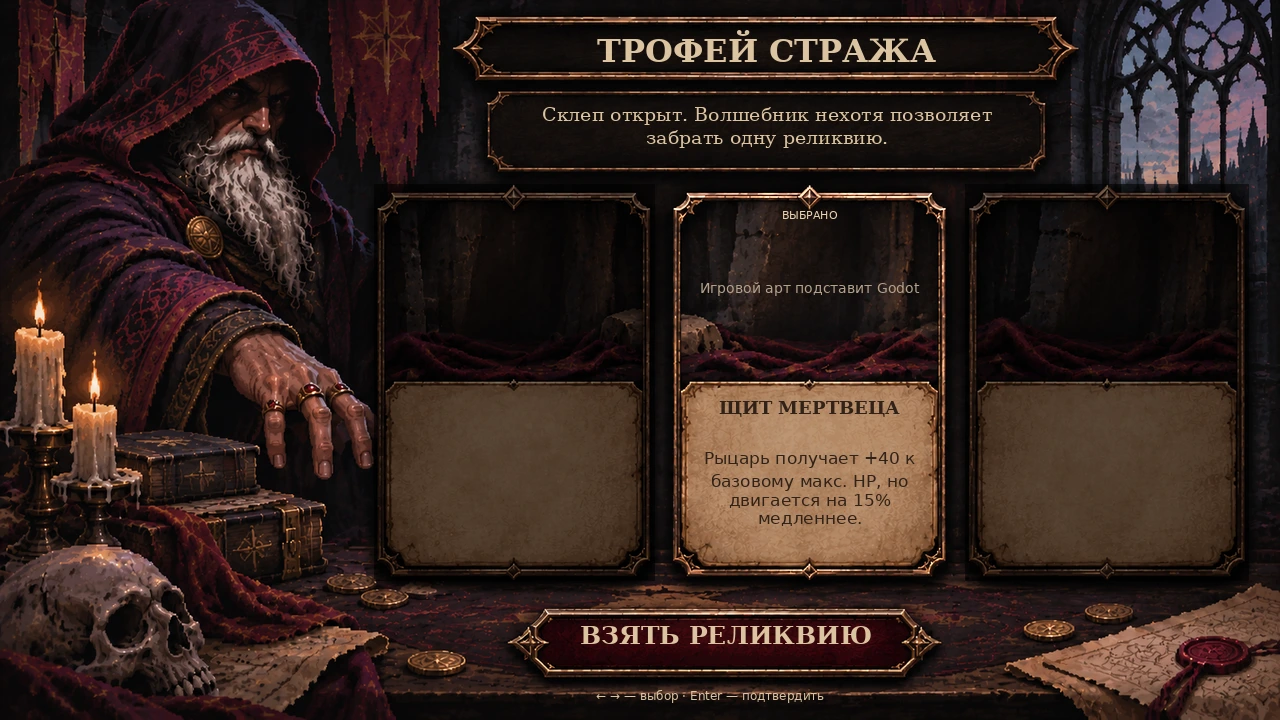 ТРОФЕЙ СТРАЖА
Склеп открыт. Волшебник нехотя позволяет
забрать одну реликвию.
ВЫБРАНО
Игровой арт подставит Godot
ЩИТ МЕРТВЕЦА
Рыцарь получает +40 к
базовому макс. HP, но
двигается на 15%
медленнее.
ВЗЯТЬ РЕЛИКВИЮ
← → — выбор · Enter — подтвердить